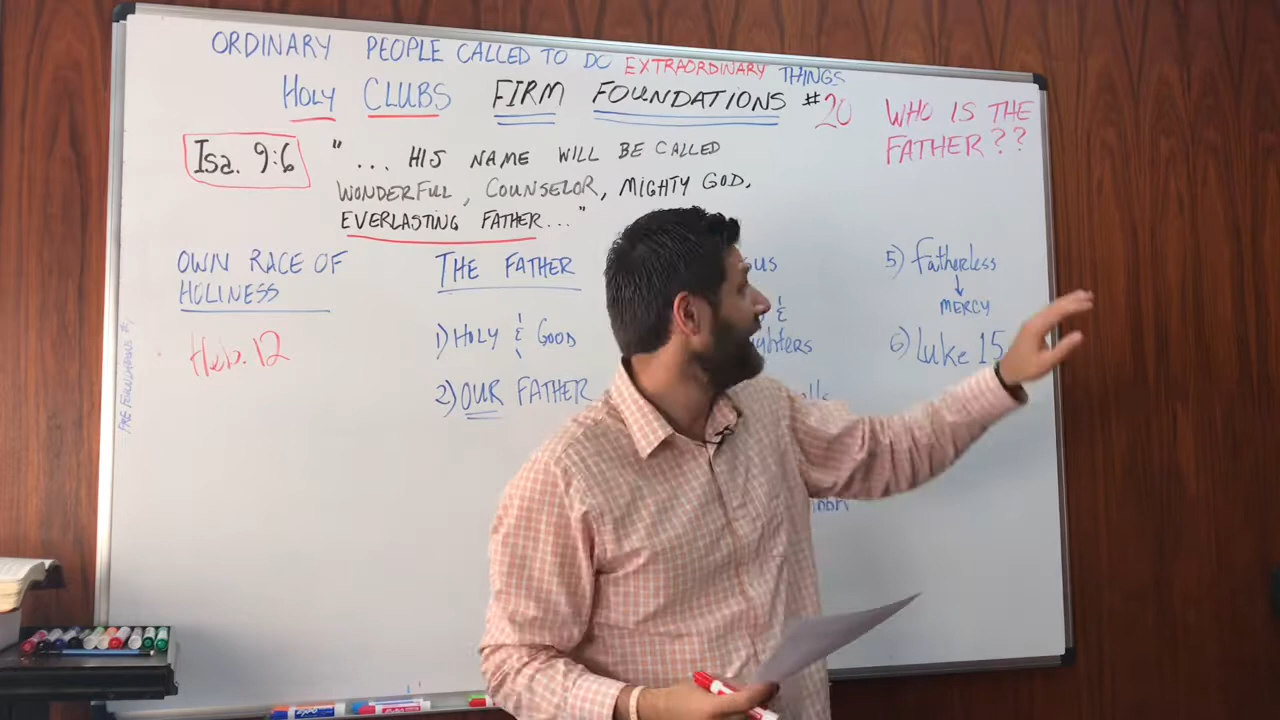 ORDINARY PEOPLE CALLED TO DO EXTRAORDINARY THINGS
HOLY CLUBS FIRM FOUNDATIONS #20
WHO IS THE
FATHER??
Isa. 9:6
"... HIS NAME WILL BE CALLED
WONDERFUL, COUNSELOR, MIGHTY GOD,
EVERLASTING FATHER..."
OWN RACE OF
HOLINESS
Heb. 12
THE FATHER
1) HOLY & GOOD
2) OUR FATHER
&
5) Fatherless
↓
MERCY
6) Luke 15